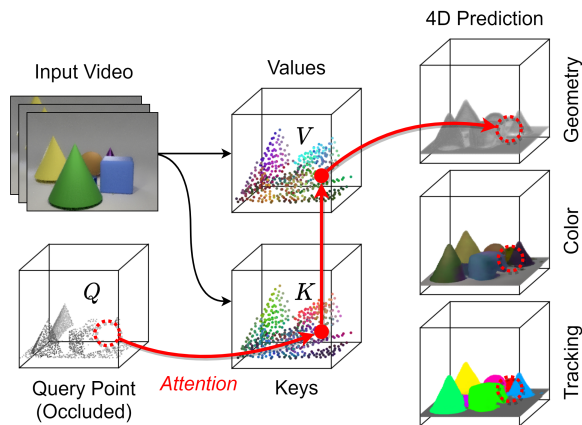 4D Prediction
Input Video
Values
Geometry
V
Color
Q
K
Attention
Query Point
(Occluded)
Keys
Tracking